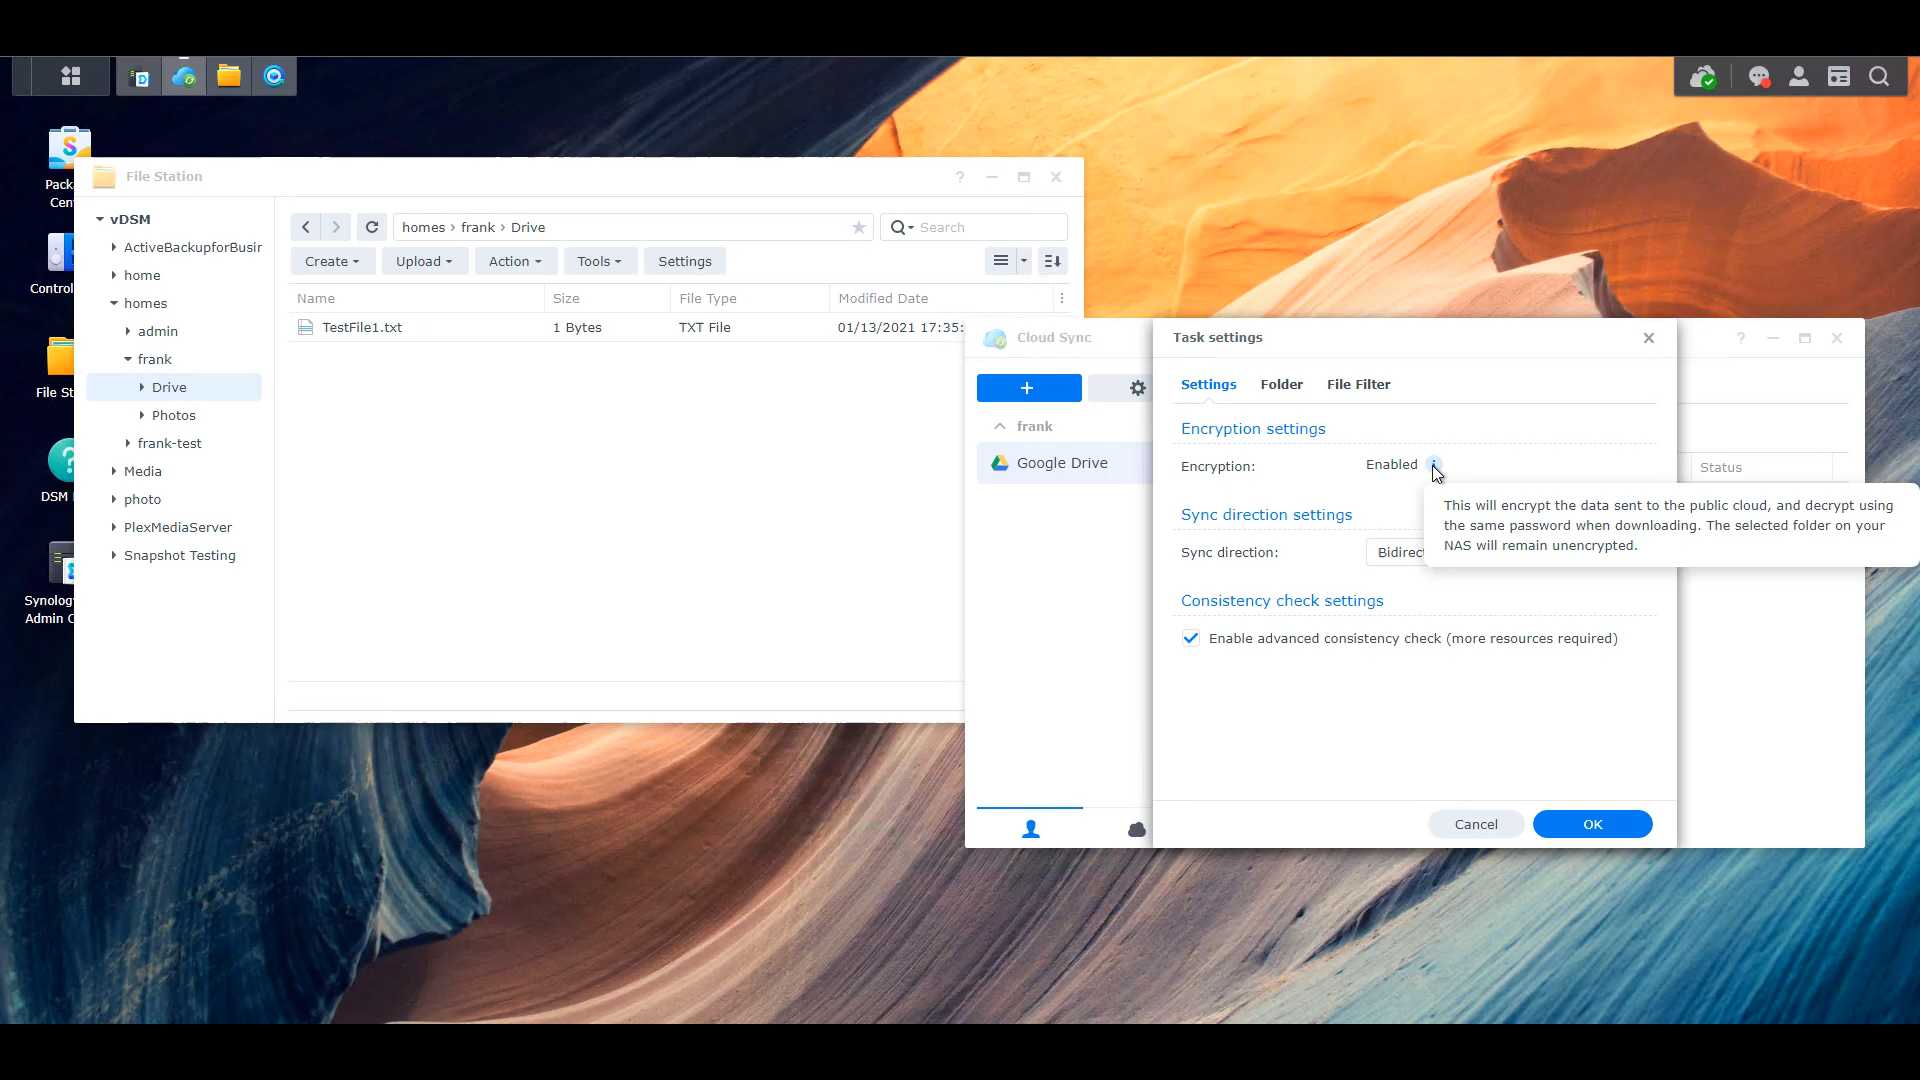 Pack
Cen
Control
File St
DSM
Synology
Admin C
File Station
?
vDSM
ActiveBackupforBusir
home
homes
admin
frank
Drive
Photos
frank-test
Media
photo
PlexMediaServer
Snapshot Testing
homes › frank › Drive
Search
Create
Upload
Action
Tools
Settings
Name
Size
File Type
Modified Date
TestFile1.txt
1 Bytes
TXT File
01/13/2021 17:35:
Cloud Sync
+
frank
Google Drive
?
Status
Task settings
Settings
Folder
File Filter
Encryption settings
Encryption:
Enabled
This will encrypt the data sent to the public cloud, and decrypt using
the same password when downloading. The selected folder on your
NAS will remain unencrypted.
Sync direction settings
Sync direction:
Bidirect
Consistency check settings
Enable advanced consistency check (more resources required)
Cancel
OK